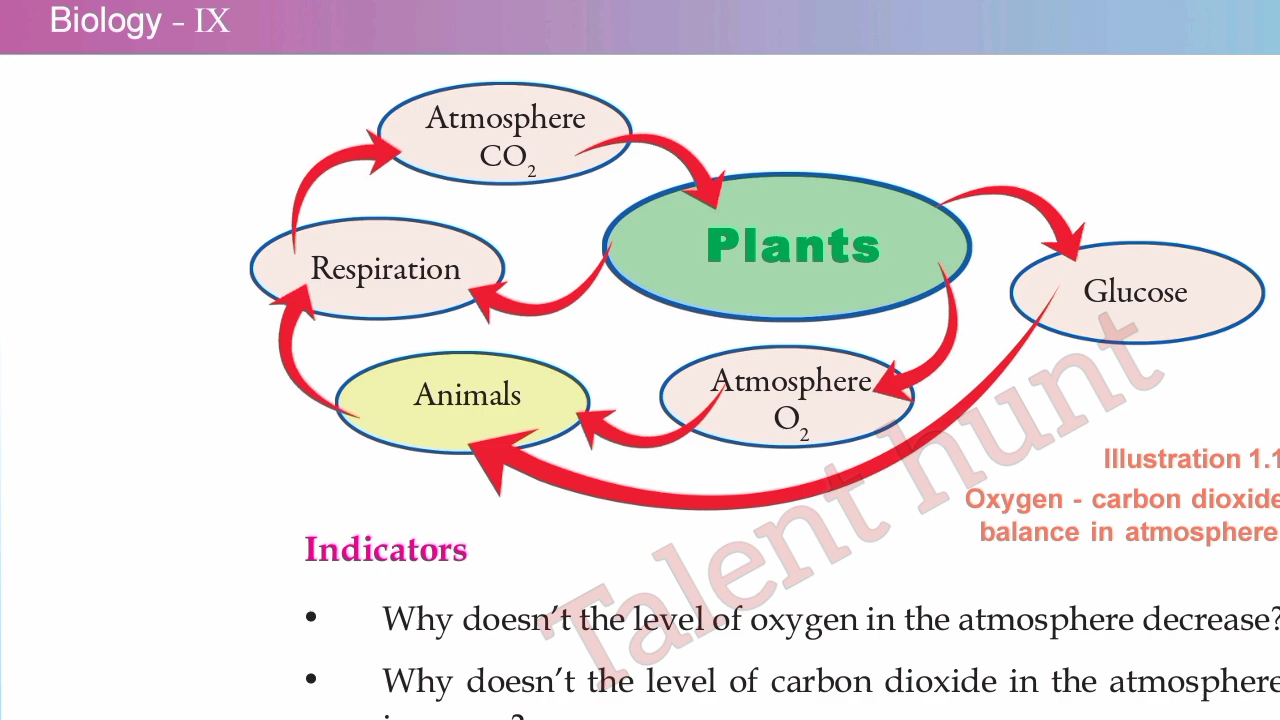 Biology - IX
Atmosphere
CO2
Plants
Respiration
Glucose
Animals
Atmosphere
O2
Illustration 1.1
Oxygen - carbon dioxide
balance in atmosphere
Indicators
• Why doesn't the level of oxygen in the atmosphere decrease?
• Why doesn't the level of carbon dioxide in the atmosphere
Talent hunt